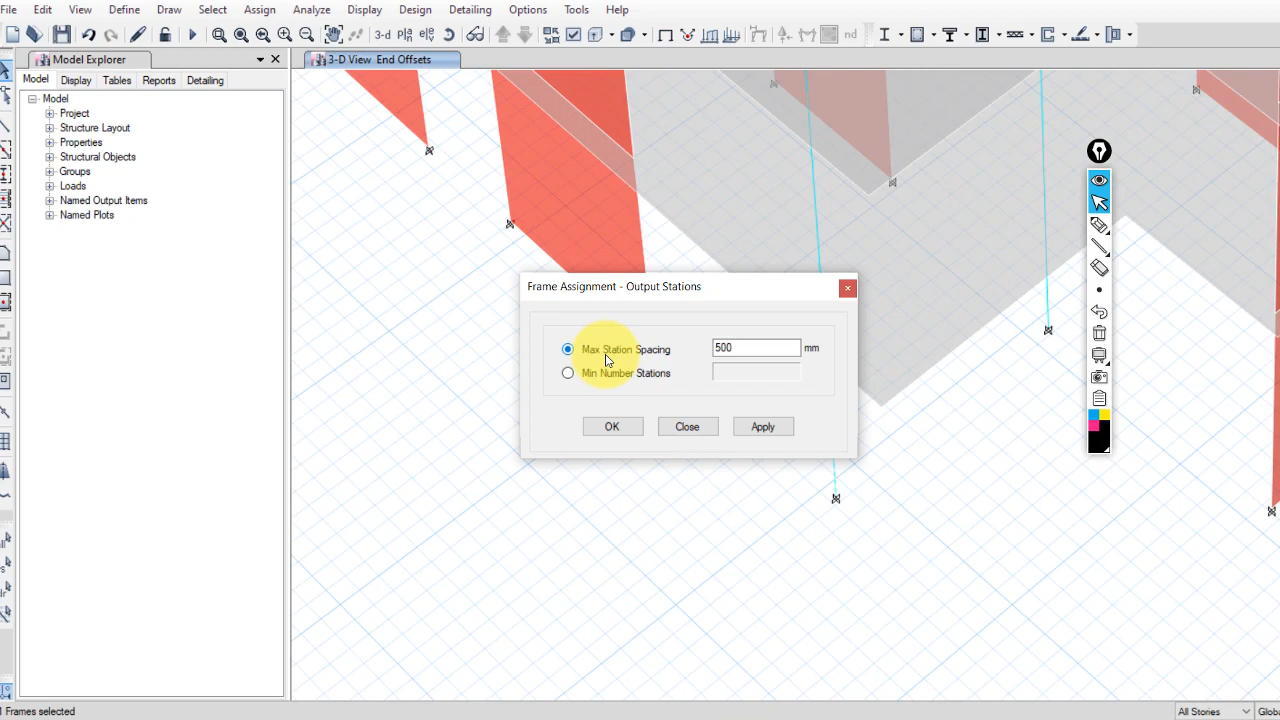 File Edit View Define Draw Select Assign Analyze Display Design Detailing Options Tools Help
3-d nd
Model Explorer
3-D View End Offsets
Model Display Tables Reports Detailing
Model
Project
Structure Layout
Properties
Structural Objects
Groups
Loads
Named Output Items
Named Plots
Frame Assignment - Output Stations
Max Station Spacing 500 mm
Min Number Stations
OK Close Apply
Frames selected
All Stories Globa